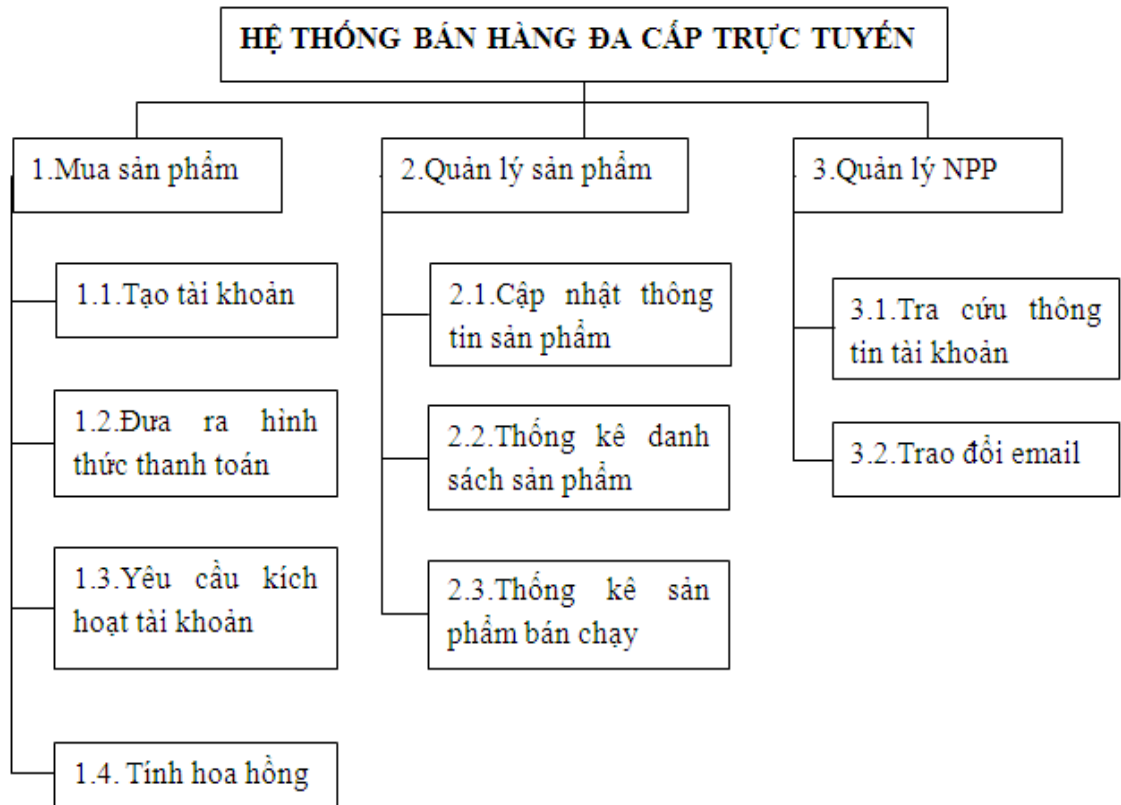 HỆ THỐNG BÁN HÀNG ĐA CẤP TRỰC TUYẾN
1.Mua sản phẩm
1.1.Tạo tài khoản
1.2.Đưa ra hình
thức thanh toán
1.3.Yêu cầu kích
hoạt tài khoản
1.4. Tính hoa hồng
2.Quản lý sản phẩm
2.1.Cập nhật thông
tin sản phẩm
2.2.Thống kê danh
sách sản phẩm
2.3.Thống kê sản
phẩm bán chạy
3.Quản lý NPP
3.1.Tra cứu thông
tin tài khoản
3.2.Trao đổi email